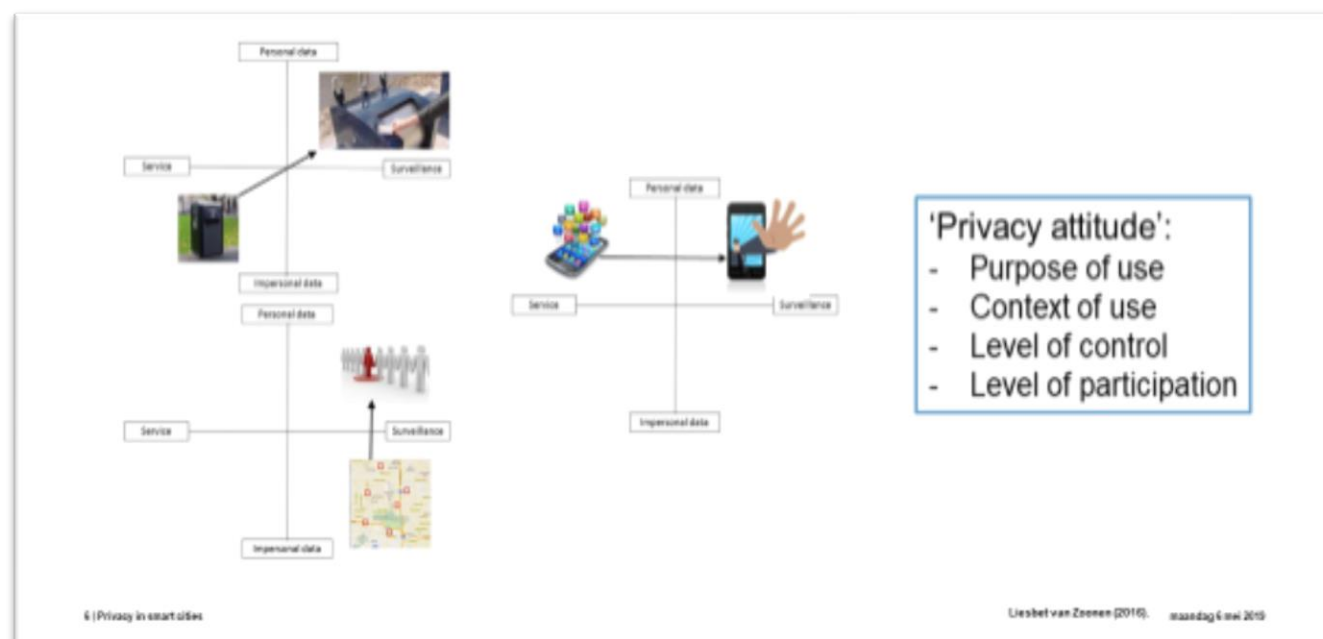 Personal data
Service
Surveillance
Impersonal data
Personal data
Service
Surveillance
Impersonal data
Personal data
Service
Surveillance
Impersonal data
'Privacy attitude':
- Purpose of use
- Context of use
- Level of control
- Level of participation
6 | Privacy in smart cities
Liesbet van Zoonen (2016).
maandag 6 mei 2019